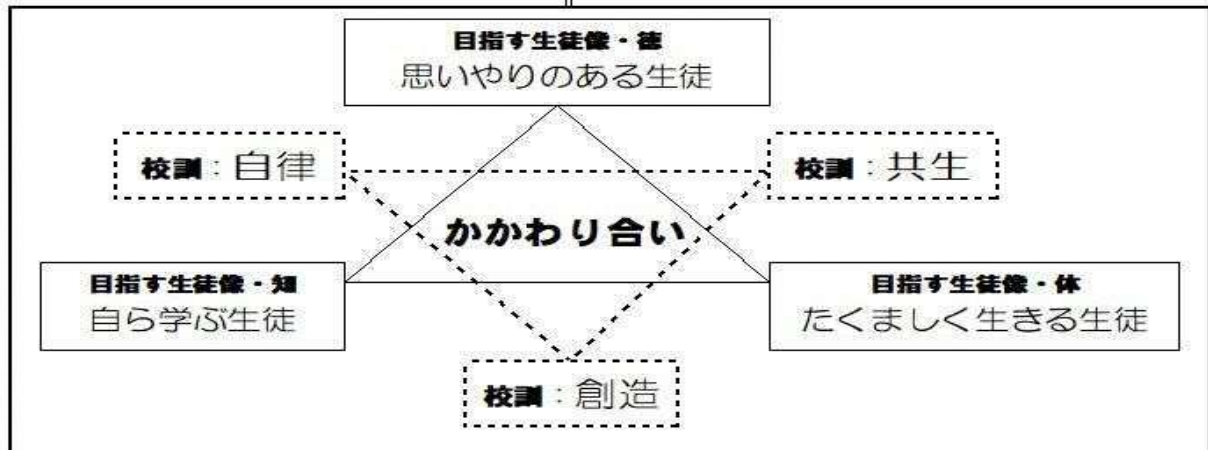 目指す生徒像・徳
思いやりのある生徒
校訓：自律
校訓：共生
かかわり合い
目指す生徒像・知
自ら学ぶ生徒
目指す生徒像・体
たくましく生きる生徒
校訓：創造